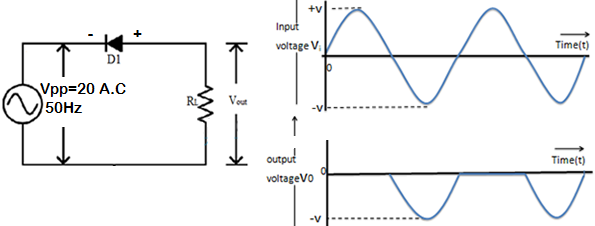 - +
D1
Vpp=20 A.C
50Hz
RL
Vout
+V
Input
voltage Vi
0
-V
Time(t)
output
voltageV0
0
-V
Time(t)